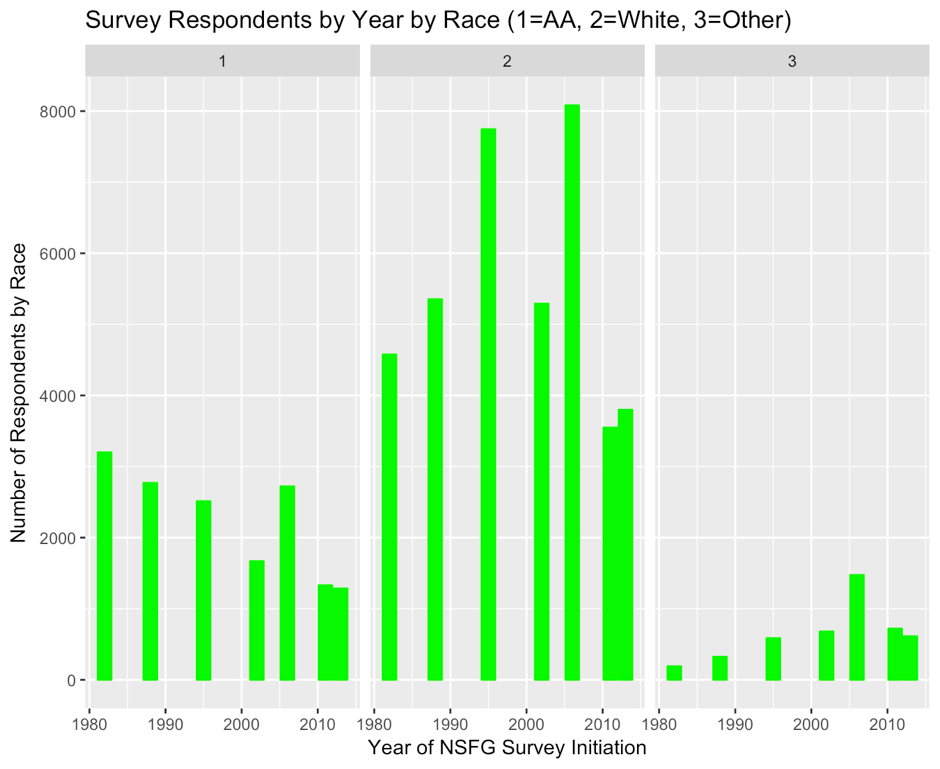 Survey Respondents by Year by Race (1=AA, 2=White, 3=Other)
1 2 3
8000
6000
4000
2000
0
Number of Respondents by Race
1980 1990 2000 2010 1980 1990 2000 2010 1980 1990 2000 2010
Year of NSFG Survey Initiation